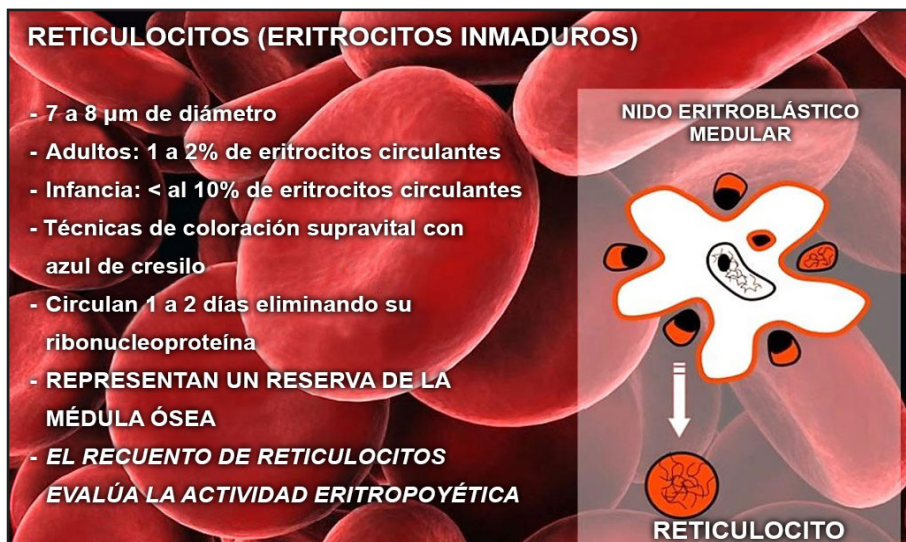 RETICULOCITOS (ERITROCITOS INMADUROS)
- 7 a 8 µm de diámetro
- Adultos: 1 a 2% de eritrocitos circulantes
- Infancia: < al 10% de eritrocitos circulantes
- Técnicas de coloración supravital con
azul de cresilo
- Circulan 1 a 2 días eliminando su
ribonucleoproteína
- REPRESENTAN UN RESERVA DE LA
MÉDULA ÓSEA
- EL RECUENTO DE RETICULOCITOS
EVALÚA LA ACTIVIDAD ERITROPOYÉTICA
NIDO ERITROBLÁSTICO
MEDULAR
RETICULOCITO